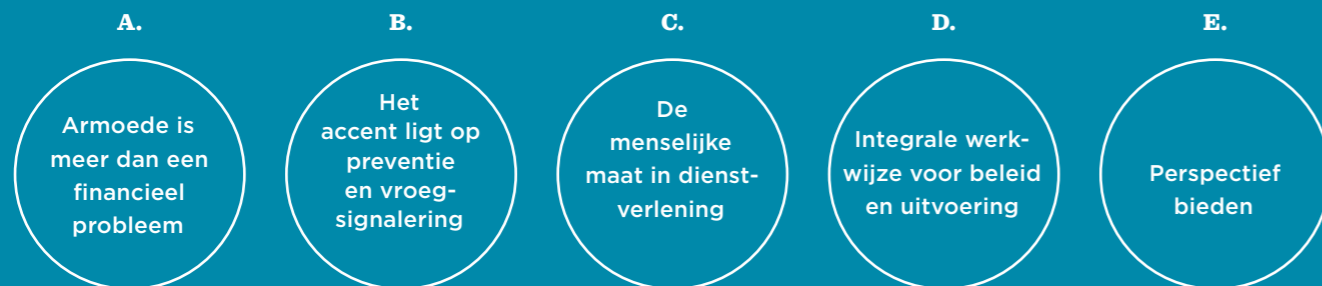 A.
Armoede is
meer dan een
financieel
probleem
B.
Het
accent ligt op
preventie
en vroeg-
signalering
C.
De
menselijke
maat in dienst-
verlening
D.
Integrale werk-
wijze voor beleid
en uitvoering
E.
Perspectief
bieden